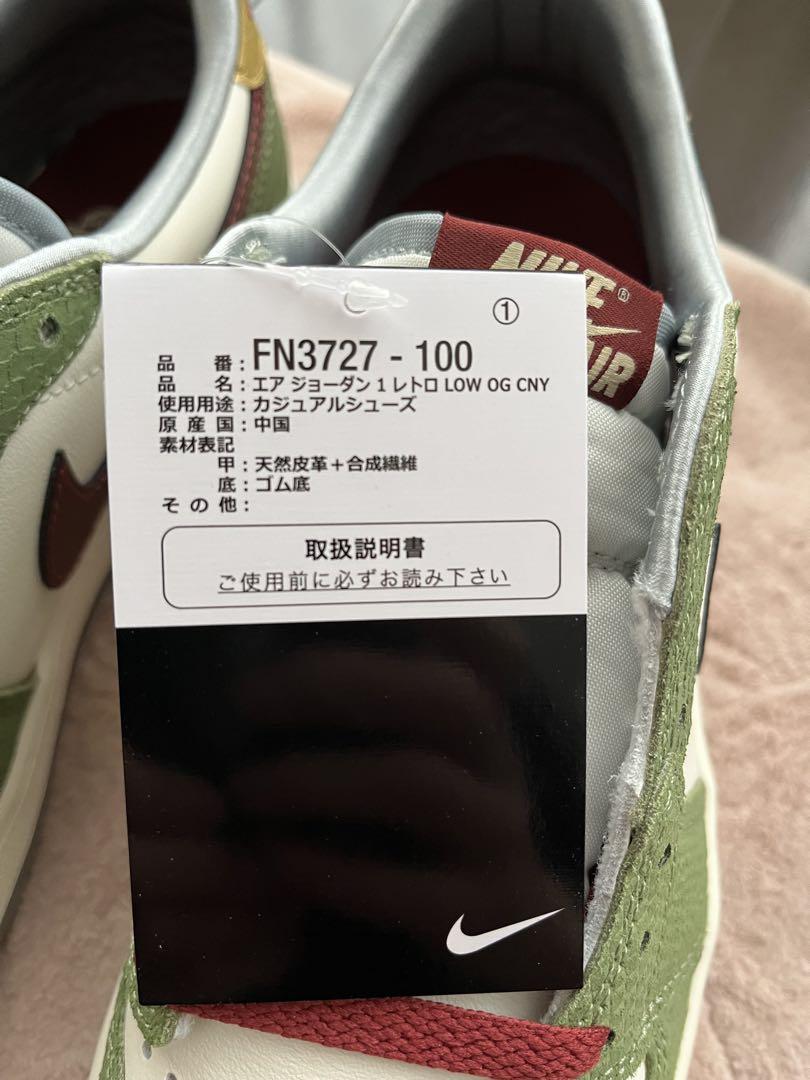 ①
品　番：FN3727 - 100
品　名：エア ジョーダン 1 レトロ LOW OG CNY
使用用途：カジュアルシューズ
原 産 国：中国
素材表記
甲：天然皮革＋合成繊維
底：ゴム底
そ の 他：
取扱説明書
ご使用前に必ずお読み下さい
NIKE®
AIR